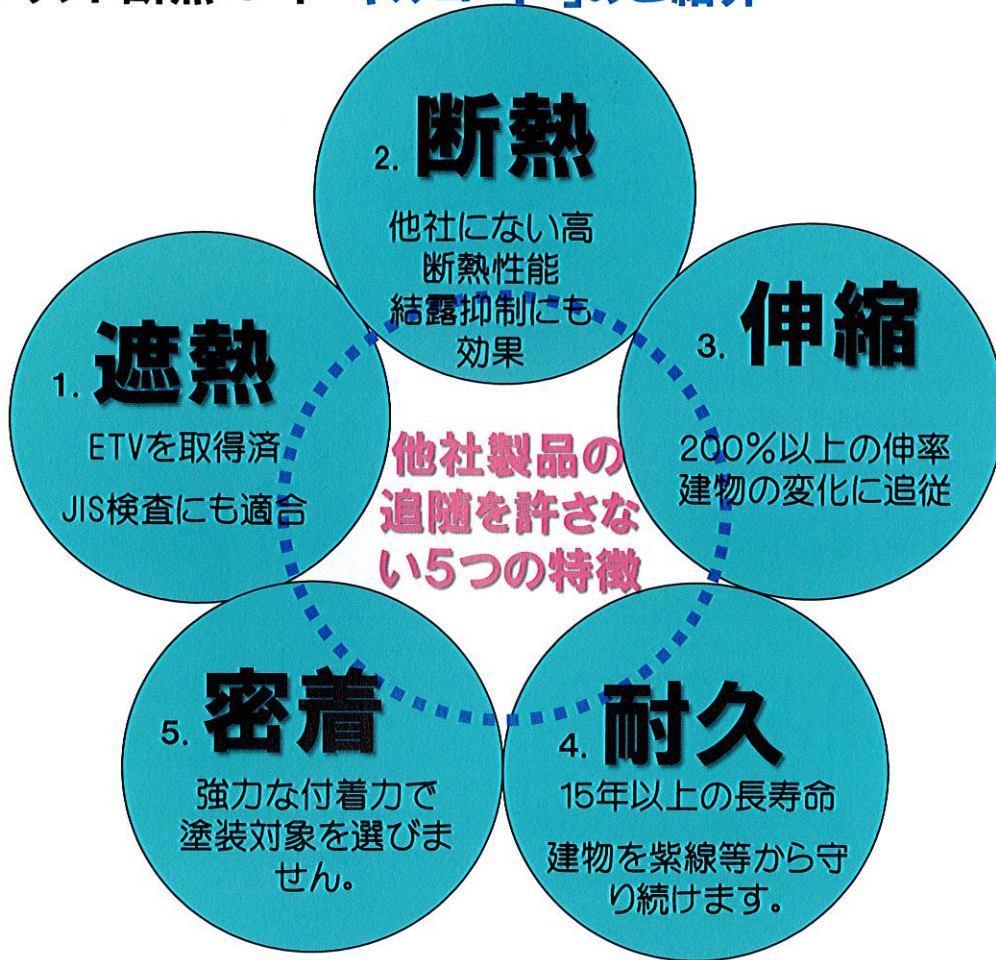 断熱 」のご紹介
1. 遮熱
ETVを取得済
JIS検査にも適合
2. 断熱
他社にない高
断熱性能
結露抑制にも
効果
3. 伸縮
200%以上の伸率
建物の変化に追従
4. 耐久
15年以上の長寿命
建物を紫線等から守
り続けます。
5. 密着
強力な付着力で
塗装対象を選びま
せん。
他社製品の
追随を許さな
い5つの特徴